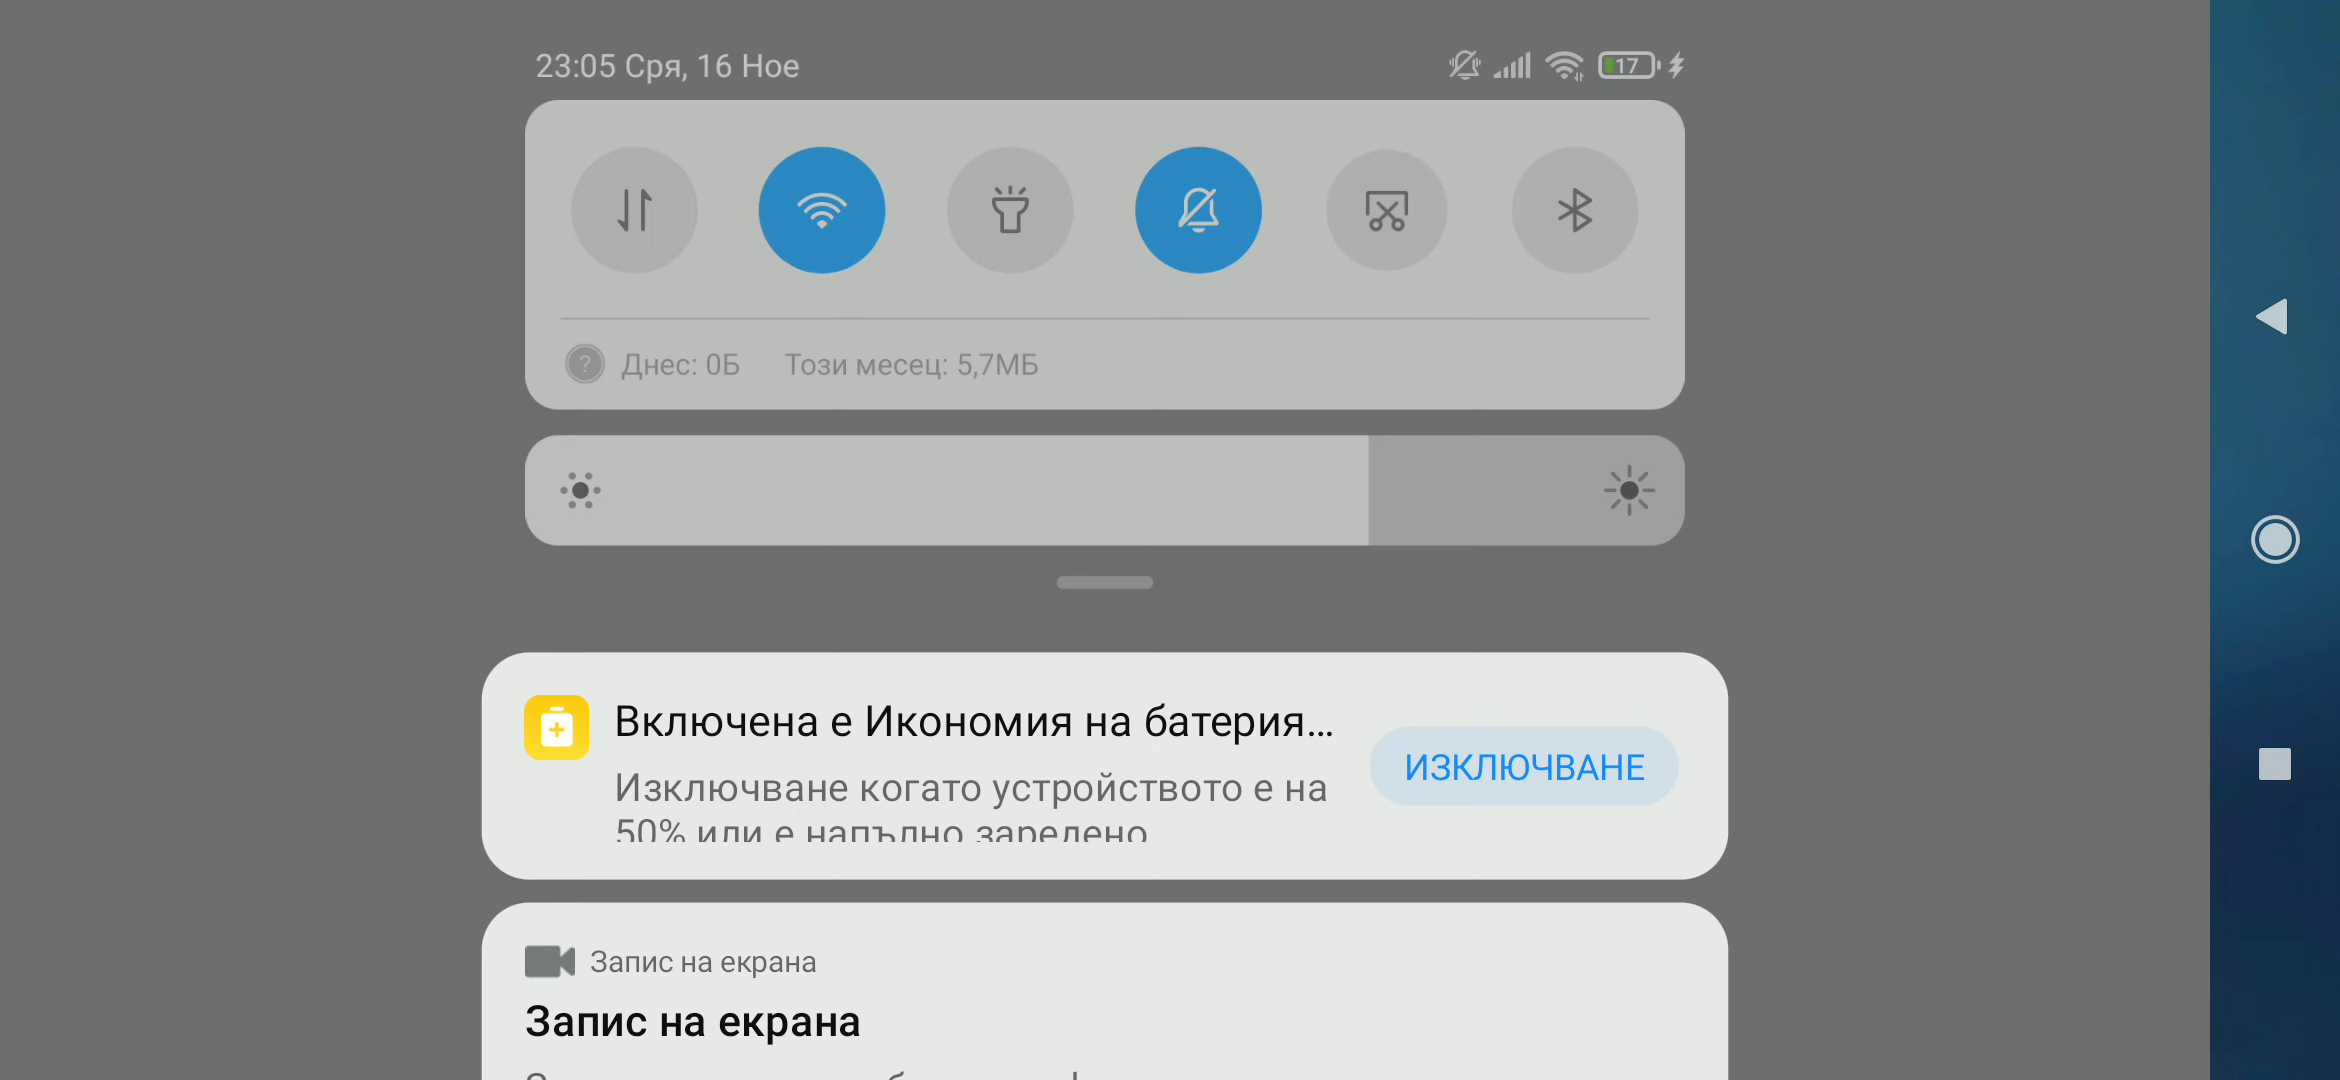 23:05 Сря, 16 Ное
17
? Днес: 0Б Този месец: 5,7МБ
Включена е Икономия на батерия...
Изключване когато устройството е на
50% или е напълно заредено
ИЗКЛЮЧВАНЕ
Запис на екрана
Запис на екрана